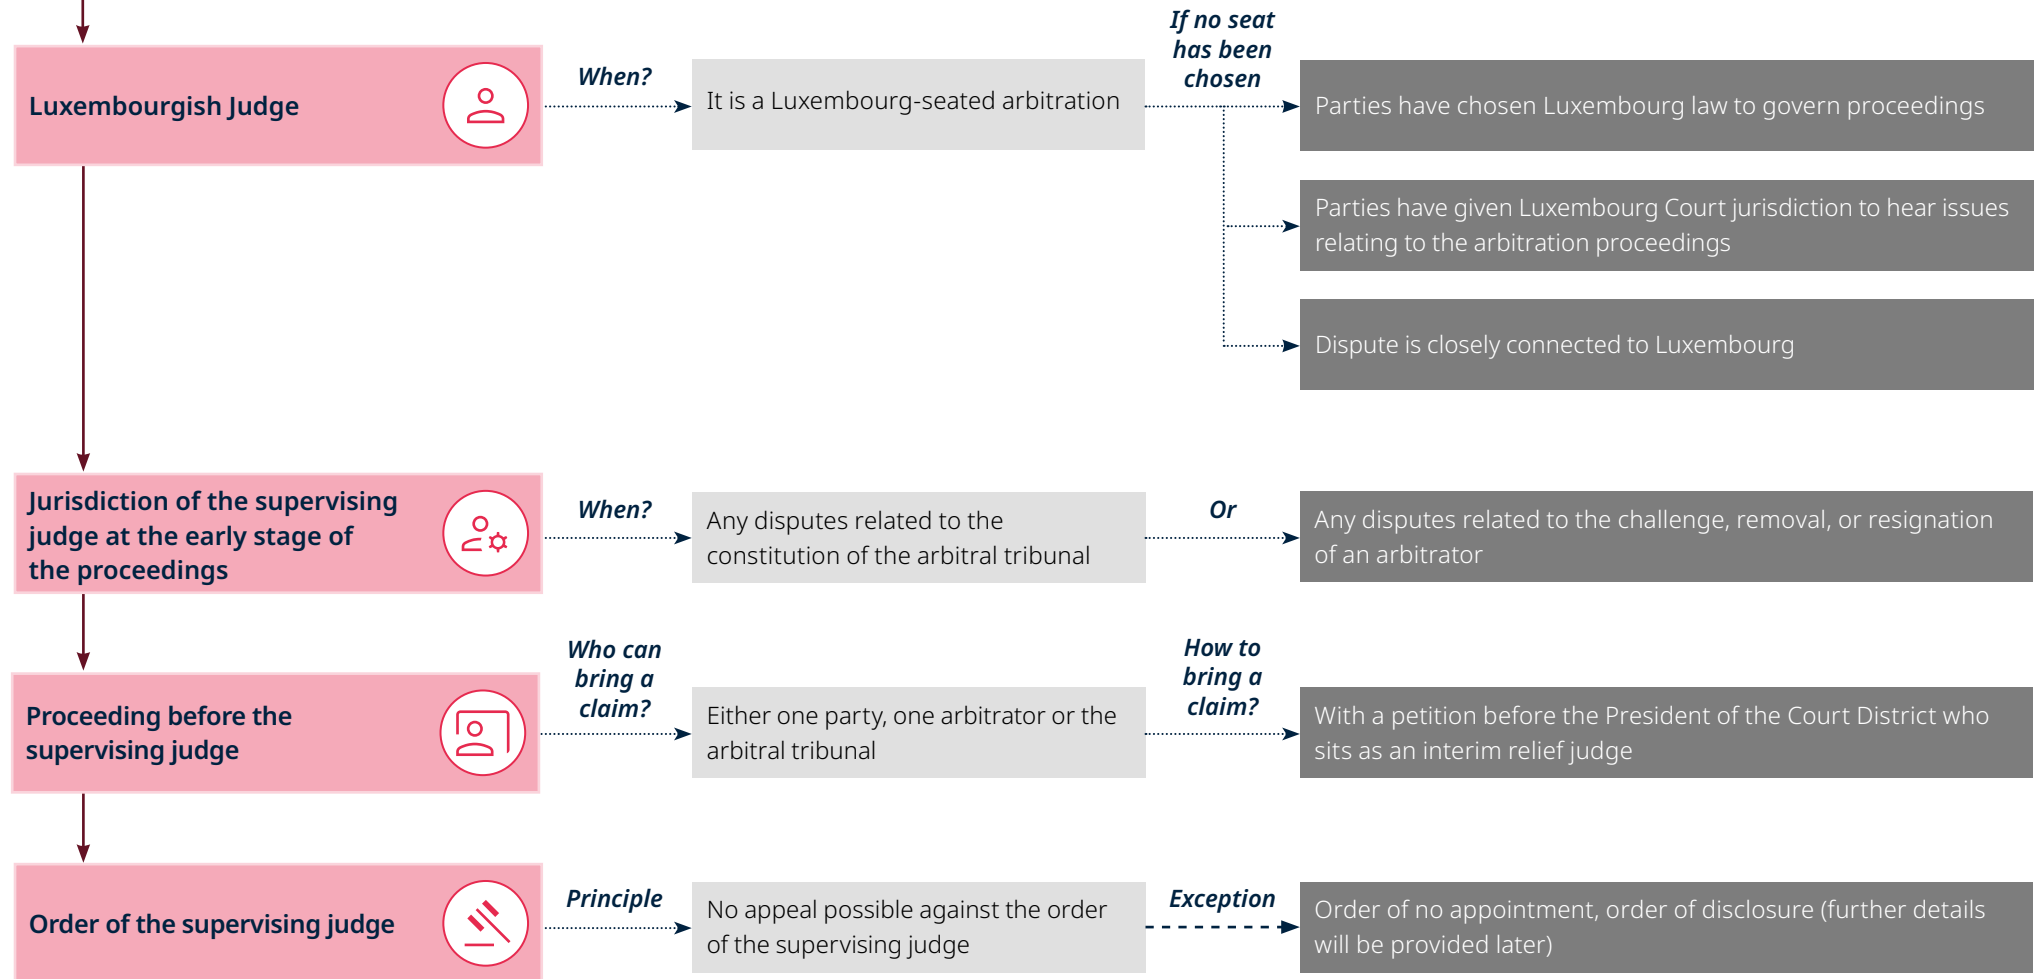 Luxembourgish Judge
When?
It is a Luxembourg-seated arbitration
If no seat
has been
chosen
Parties have chosen Luxembourg law to govern proceedings
Parties have given Luxembourg Court jurisdiction to hear issues
relating to the arbitration proceedings
Dispute is closely connected to Luxembourg
Jurisdiction of the supervising
judge at the early stage of
the proceedings
When?
Any disputes related to the
constitution of the arbitral tribunal
Or
Any disputes related to the challenge, removal, or resignation
of an arbitrator
Proceeding before the
supervising judge
Who can
bring a
claim?
Either one party, one arbitrator or the
arbitral tribunal
How to
bring a
claim?
With a petition before the President of the Court District who
sits as an interim relief judge
Order of the supervising judge
Principle
No appeal possible against the order
of the supervising judge
Exception
Order of no appointment, order of disclosure (further details
will be provided later)